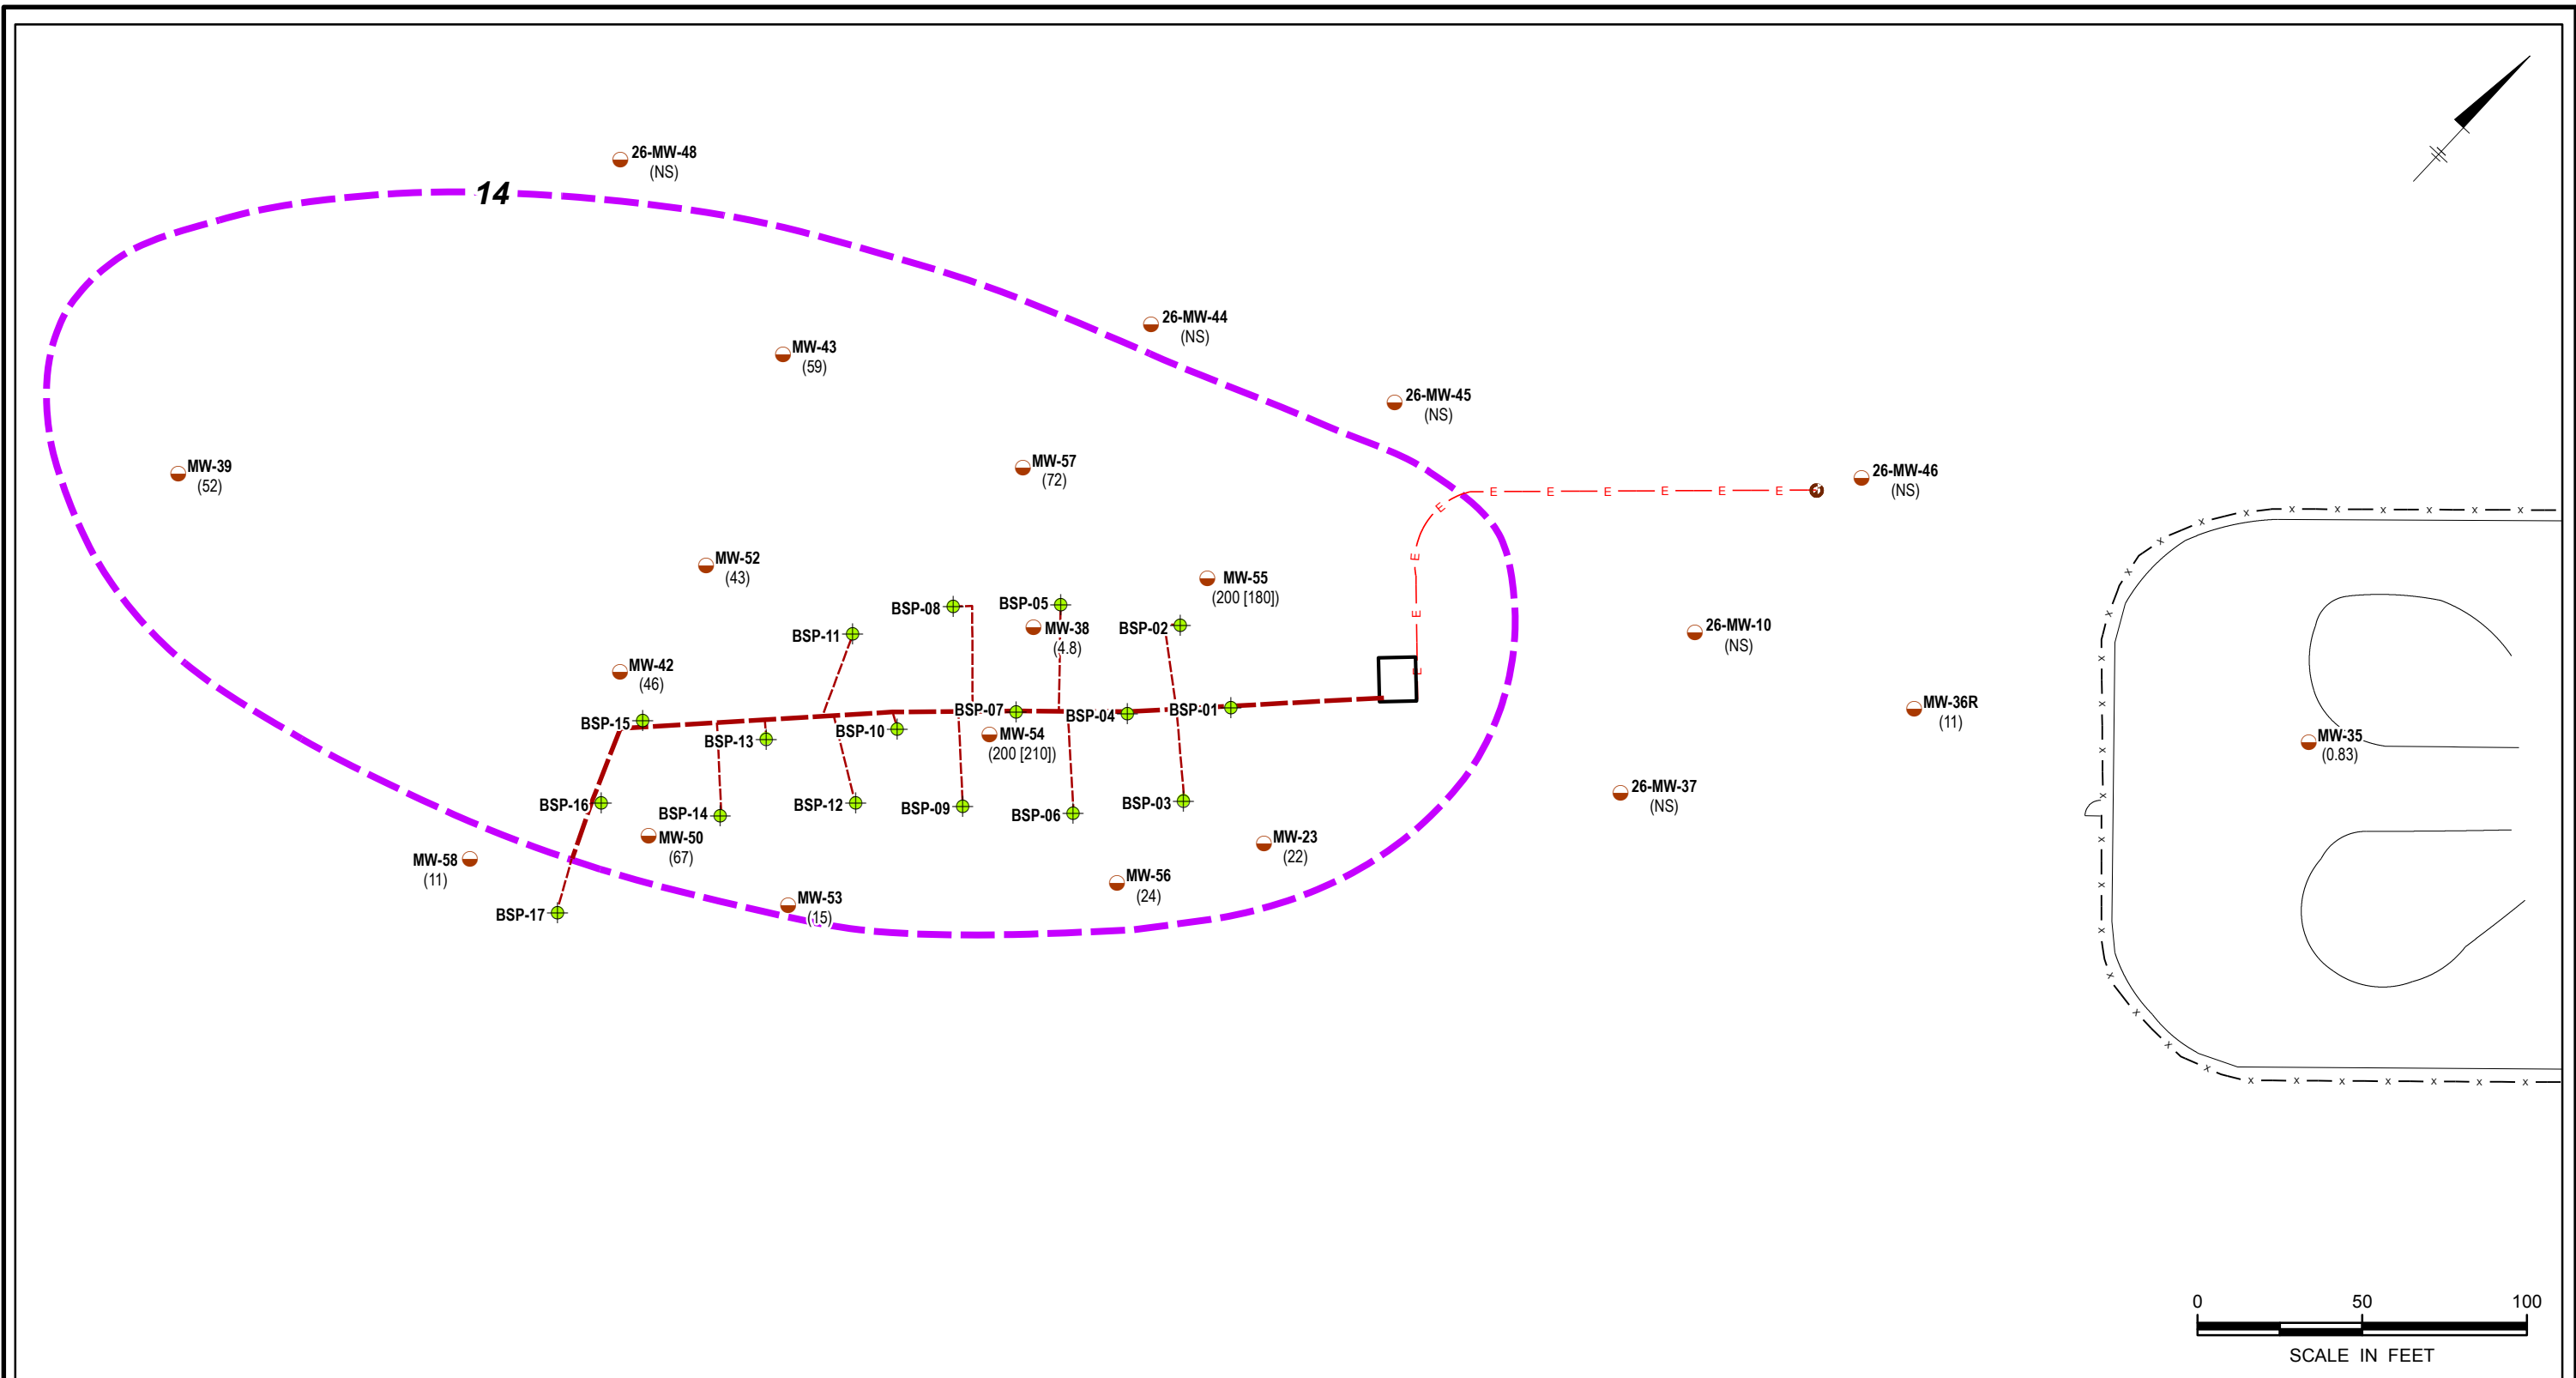 26-MW-48
(NS)
14
26-MW-44
(NS)
MW-43
(59)
26-MW-45
(NS)
MW-39
(52)
MW-57
(72)
26-MW-46
(NS)
E E E E E E
E
E
E
E
MW-52
(43)
MW-55
(200 [180])
BSP-08
BSP-05
BSP-11
MW-38
(4.8)
BSP-02
26-MW-10
(NS)
MW-42
(46)
BSP-15
BSP-13
BSP-10
BSP-07
BSP-04
BSP-01
MW-36R
(11)
MW-54
(200 [210])
MW-35
(0.83)
BSP-16
BSP-14
BSP-12
BSP-09
BSP-06
BSP-03
26-MW-37
(NS)
MW-50
(67)
MW-58
(11)
MW-23
(22)
MW-56
(24)
MW-53
(15)
BSP-17
0 50 100
SCALE IN FEET